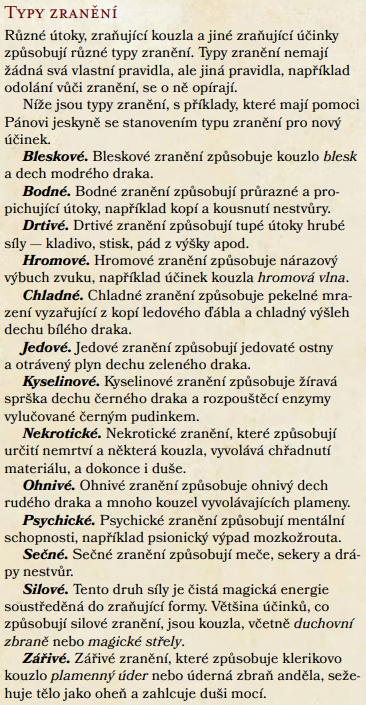 Typy zranění
Různé útoky, zraňující kouzla a jiné zraňující účinky
způsobují různé typy zranění. Typy zranění nemají
žádná svá vlastní pravidla, ale jiná pravidla, například
odolání vůči zranění, se o ně opírají.
Níže jsou typy zranění, s příklady, které mají pomoci
Pánovi jeskyně se stanovením typu zranění pro nový
účinek.
Bleskové. Bleskové zranění způsobuje kouzlo blesk
a dech modrého draka.
Bodné. Bodné zranění způsobují průrazné a pro-
pichující útoky, například kopí a kousnutí nestvůry.
Drtivé. Drtivé zranění způsobují tupé útoky hrubé
síly — kladivo, stisk, pád z výšky apod.
Hromové. Hromové zranění způsobuje nárazový
výbuch zvuku, například účinek kouzla hromová vlna.
Chladné. Chladné zranění způsobuje pekelné mra-
zení vyzařující z kopí ledového ďábla a chladný výšleh
dechu bílého draka.
Jedové. Jedové zranění způsobují jedovaté ostny
a otrávený plyn dechu zeleného draka.
Kyselinové. Kyselinové zranění způsobuje žíravá
sprška dechu černého draka a rozpouštěcí enzymy
vylučované černým pudinkem.
Nekrotické. Nekrotické zranění, které způsobují
určití nemrtví a některá kouzla, vyvolává chřadnutí
materiálu, a dokonce i duše.
Ohnivé. Ohnivé zranění způsobuje ohnivý dech
rudého draka a mnoho kouzel vyvolávajících plameny.
Psychické. Psychické zranění způsobují mentální
schopnosti, například psionický výpad mozkožrouta.
Sečné. Sečné zranění způsobují meče, sekery a drá-
py nestvůr.
Silové. Tento druh síly je čistá magická energie
soustředěná do zraňující formy. Většina účinků, co
způsobují silové zranění, jsou kouzla, včetně duchovní
zbraně nebo magické střely.
Zářivé. Zářivé zranění, které způsobuje klerikovo
kouzlo plamenný úder nebo úderná zbraň anděla, seže-
huje tělo jako oheň a zahlcuje duši mocí.